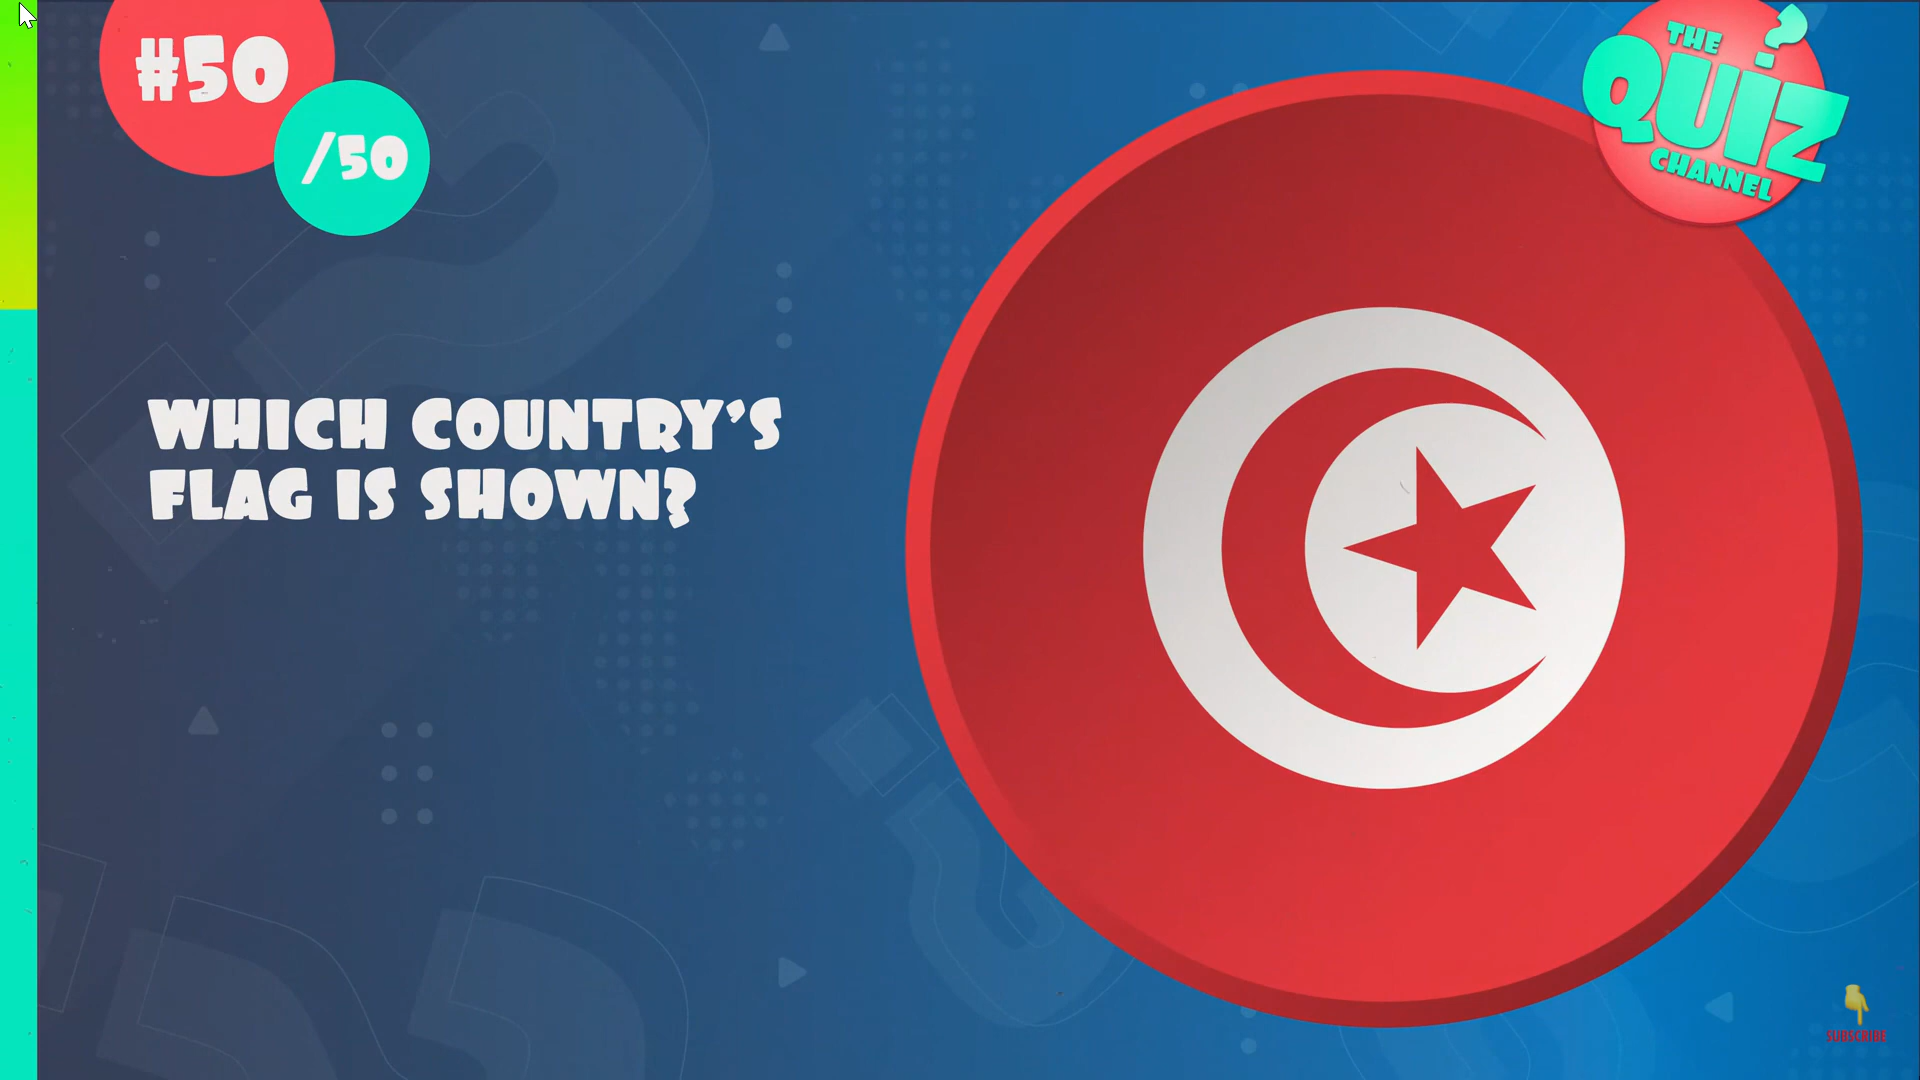 #50
/50
THE
QUIZ
CHANNEL
?
WHICH COUNTRY'S
FLAG IS SHOWN?
SUBSCRIBE